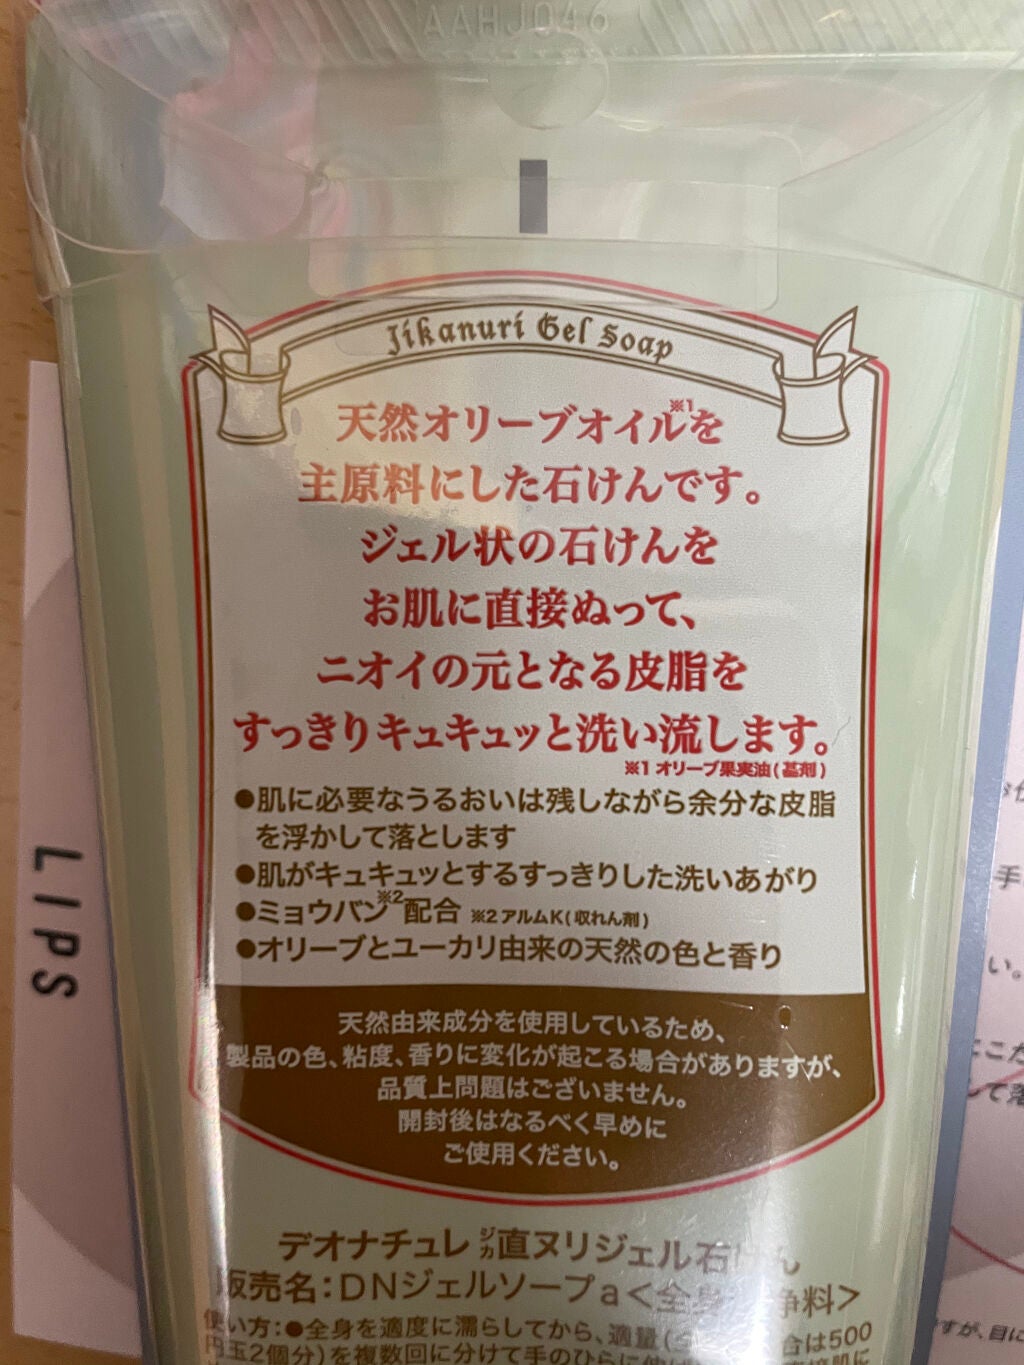 AAHJ046
Jikanuri Gel Soap
天然オリーブオイル※1を
主原料にした石けんです。
ジェル状の石けんを
お肌に直接ぬって、
ニオイの元となる皮脂を
すっきりキュキュッと洗い流します。
※1 オリーブ果実油(基剤)
●肌に必要なうるおいは残しながら余分な皮脂
を浮かして落とします
●肌がキュキュッとするすっきりした洗いあがり
●ミョウバン※2配合 ※2 アルムK(収れん剤)
●オリーブとユーカリ由来の天然の色と香り
天然由来成分を使用しているため、
製品の色、粘度、香りに変化が起こる場合がありますが、
品質上問題はございません。
開封後はなるべく早めに
ご使用ください。
デオナチュレ 直ヌリジェル石けん
ジカ
販売名:DNジェルソープa<全身洗浄料>
使い方:●全身を適度に濡らしてから、適量(全 合は500
円玉2個分)を複数回に分けて手のひらに
LIPS
手
い。
ここた
して落
すが、目に